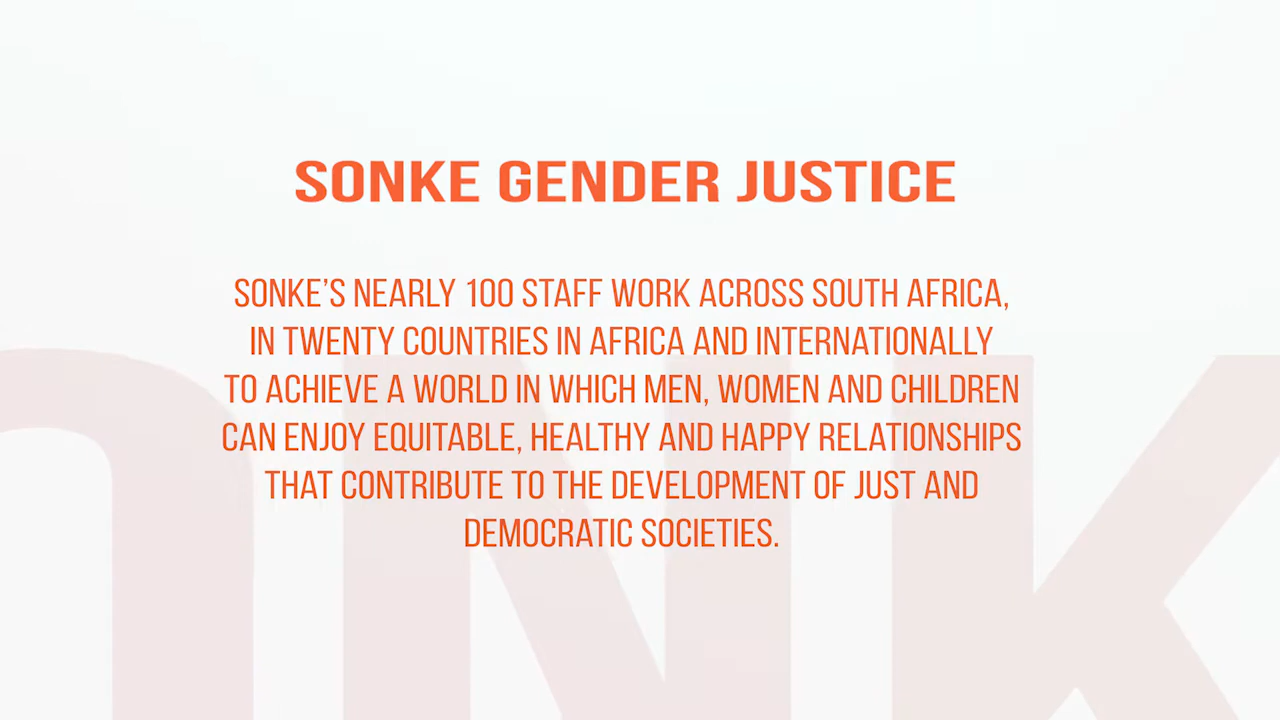 SONKE GENDER JUSTICE
SONKE'S NEARLY 100 STAFF WORK ACROSS SOUTH AFRICA,
IN TWENTY COUNTRIES IN AFRICA AND INTERNATIONALLY
TO ACHIEVE A WORLD IN WHICH MEN, WOMEN AND CHILDREN
CAN ENJOY EQUITABLE, HEALTHY AND HAPPY RELATIONSHIPS
THAT CONTRIBUTE TO THE DEVELOPMENT OF JUST AND
DEMOCRATIC SOCIETIES.